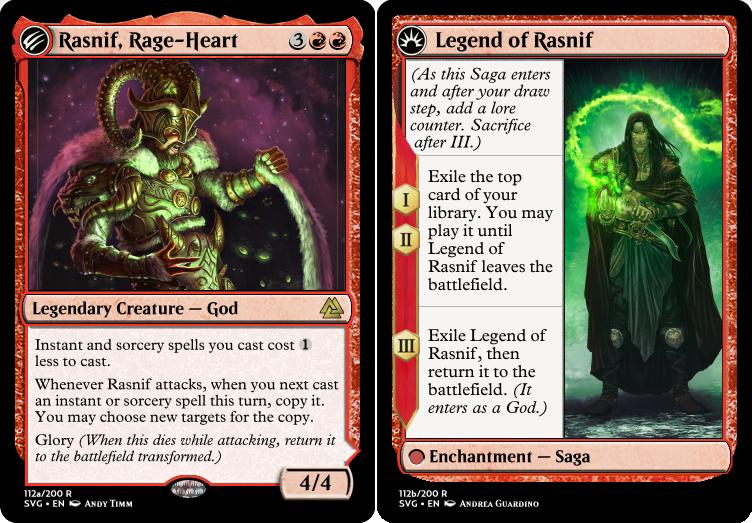 Rasnif, Rage-Heart 3
Legendary Creature — God
Instant and sorcery spells you cast cost 1
less to cast.
Whenever Rasnif attacks, when you next cast
an instant or sorcery spell this turn, copy it.
You may choose new targets for the copy.
Glory (When this dies while attacking, return it
to the battlefield transformed.)
4/4
112a/200 R
SVG • EN Andy Timm
Legend of Rasnif
(As this Saga enters
and after your draw
step, add a lore
counter. Sacrifice
after III.)
I
II
Exile the top
card of your
library. You may
play it until
Legend of
Rasnif leaves the
battlefield.
III
Exile Legend of
Rasnif, then
return it to the
battlefield. (It
enters as a God.)
Enchantment — Saga
112b/200 R
SVG • EN Andrea Guardino